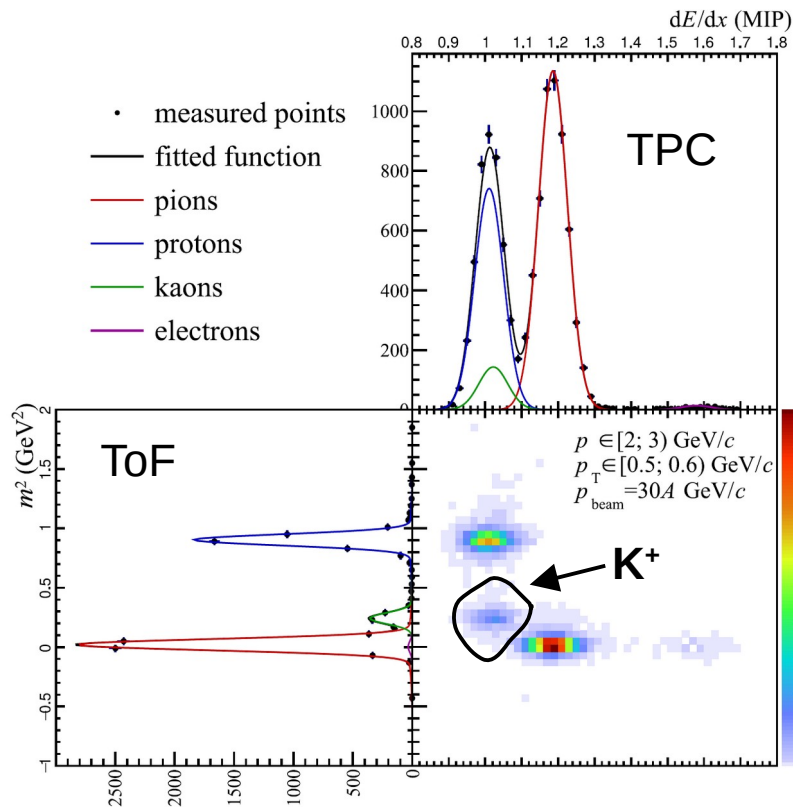 dE/dx (MIP)
0.8 0.9 1 1.1 1.2 1.3 1.4 1.5 1.6 1.7 1.8
measured points
fitted function
pions
protons
kaons
electrons
1000
800
600
400
200
0
TPC
m² (GeV²)
2
1.5
1
0.5
0
−0.5
−1
ToF
2500 2000 1500 1000 500 0
p ∈[2; 3) GeV/c
p_T∈[0.5; 0.6) GeV/c
p_beam=30A GeV/c
K⁺